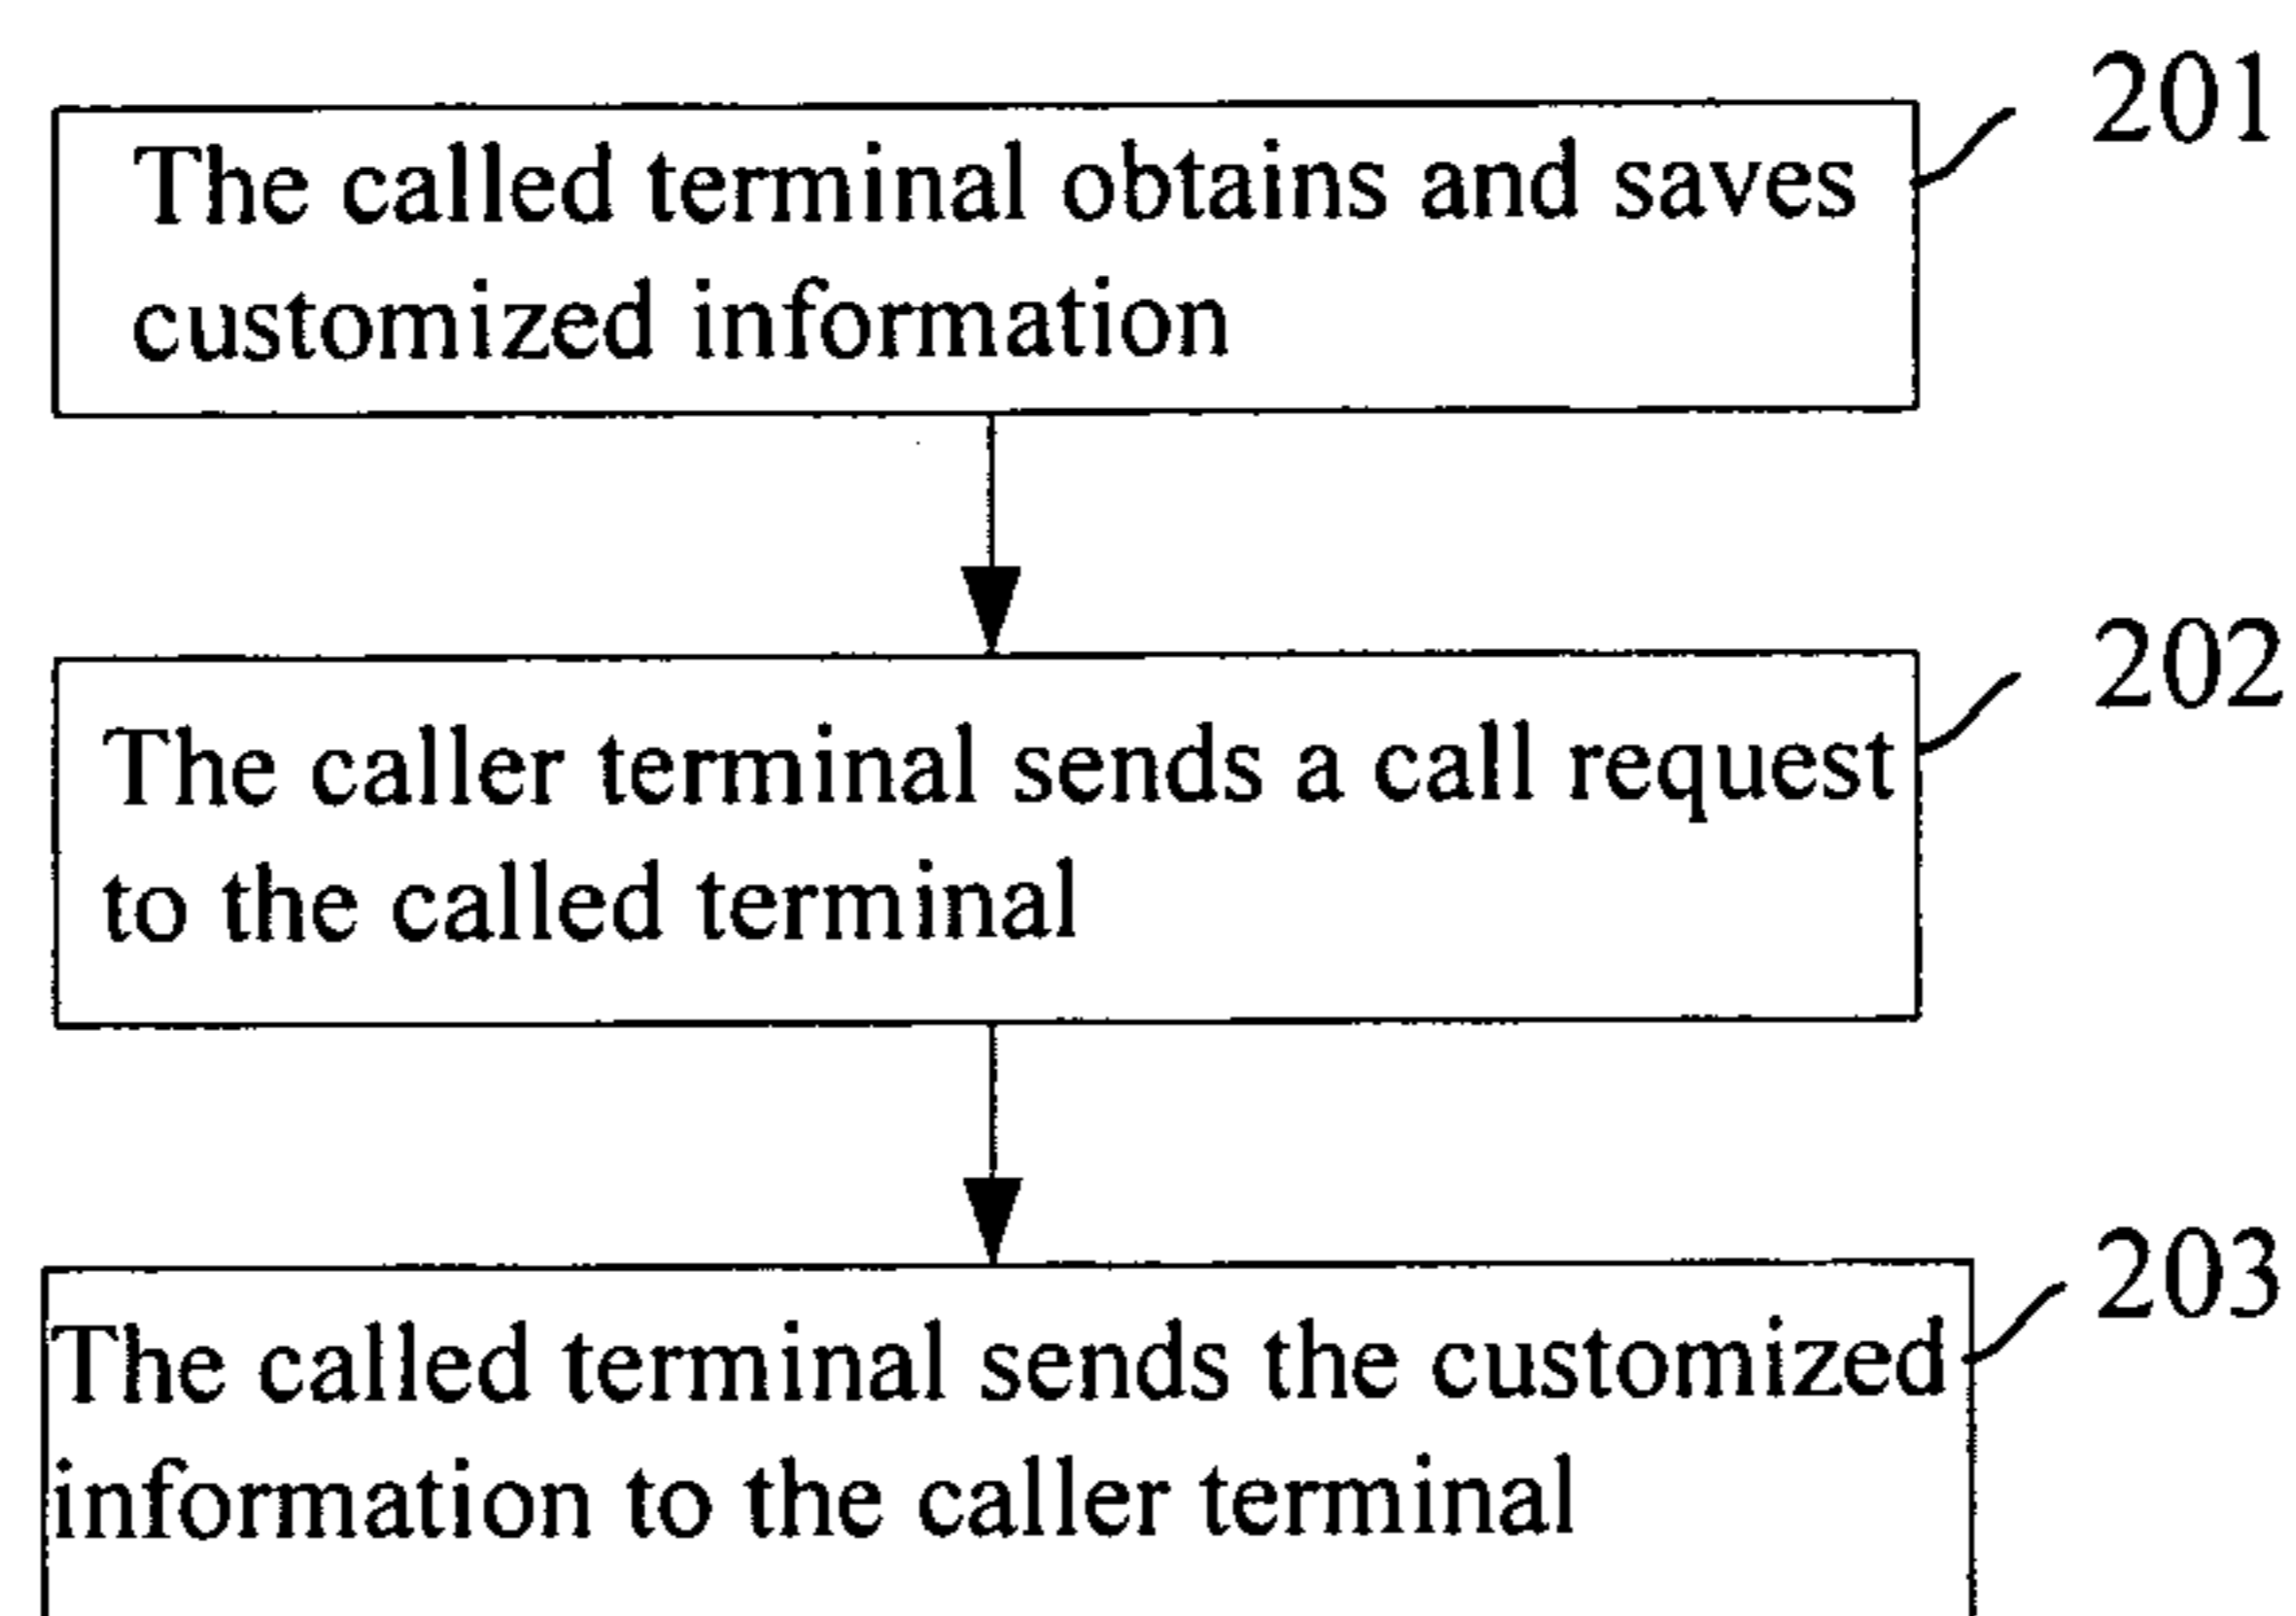 201
The called terminal obtains and saves
customized information
202
The caller terminal sends a call request
to the called terminal
203
The called terminal sends the customized
information to the caller terminal